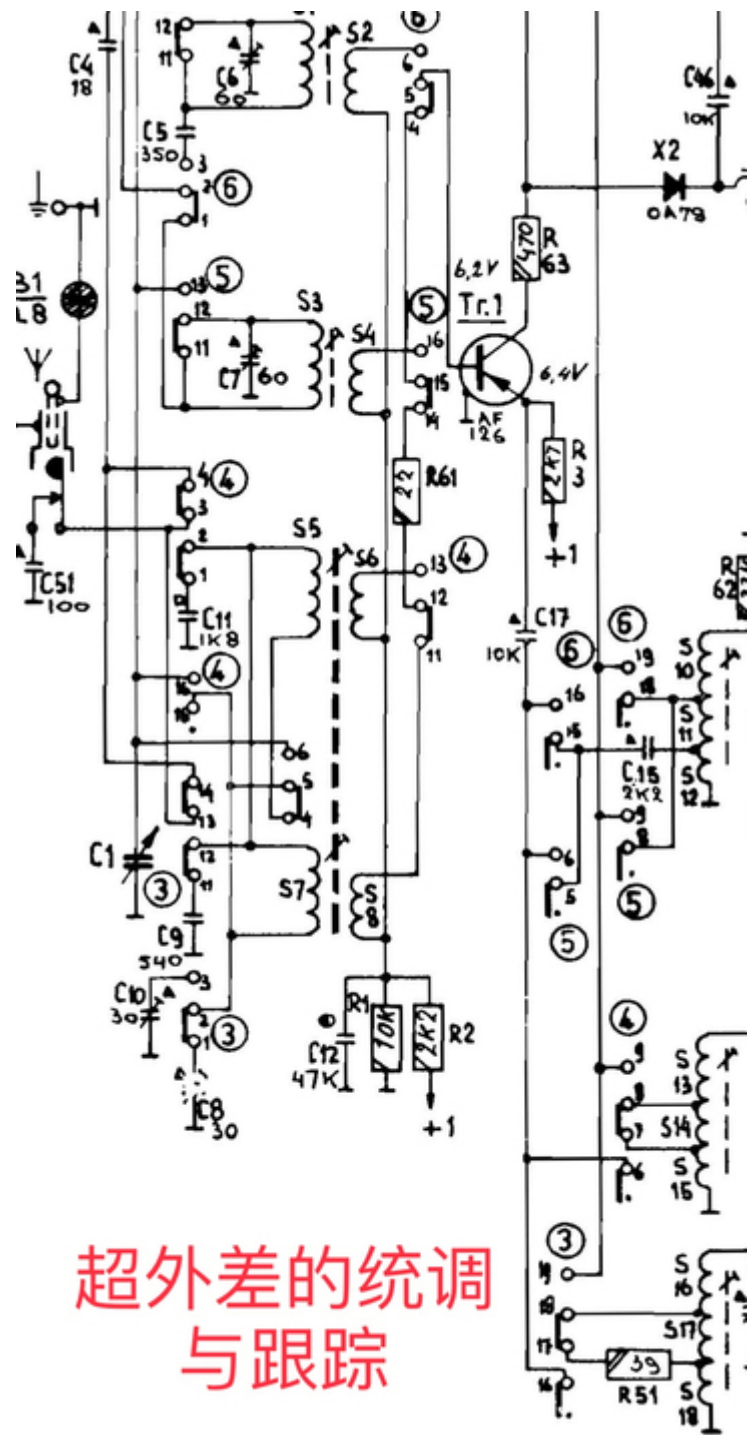 12
11
C4
18
C6
60
S2
6
5
4
C46
10K
C5
350
3
2
1
6
X2
OA79
470
R
63
6,2V
Tr.1
6,4V
AF
126
13
5
12
11
C7
60
S3
S4
5
16
15
14
22
R61
2K7
R
3
+1
4
3
4
2
1
C51
100
C11
1K8
S5
S6
13
4
12
11
C17
10K
R
62
4
6
5
4
14
13
6
6
16
15
19
18
S
10
S
11
S
12
C15
2K2
C1
3
12
11
C9
540
S7
S
8
6
5
5
9
8
5
C10
30
3
2
1
3
C8
30
C12
47K
R1
10K
2K2
R2
+1
4
9
8
7
6
S
13
S14
S
15
3
19
18
17
16
39
R51
S
16
S17
S
18
超外差的统调
与跟踪